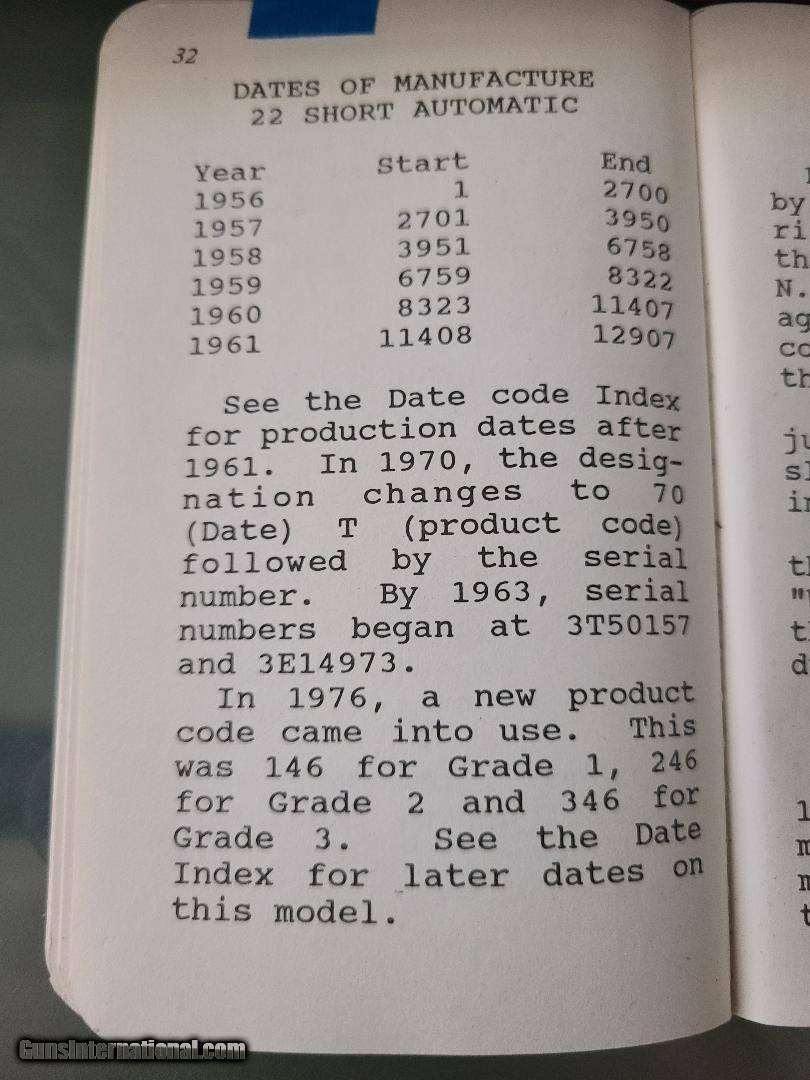 32
DATES OF MANUFACTURE
22 SHORT AUTOMATIC
Year Start End
1956 1 2700
1957 2701 3950
1958 3951 6758
1959 6759 8322
1960 8323 11407
1961 11408 12907
See the Date code Index
for production dates after
1961. In 1970, the desig-
nation changes to 70
(Date) T (product code)
followed by the serial
number. By 1963, serial
numbers began at 3T50157
and 3E14973.
In 1976, a new product
code came into use. This
was 146 for Grade 1, 246
for Grade 2 and 346 for
Grade 3. See the Date
Index for later dates on
this model.
by
N.
GunsInternational.com